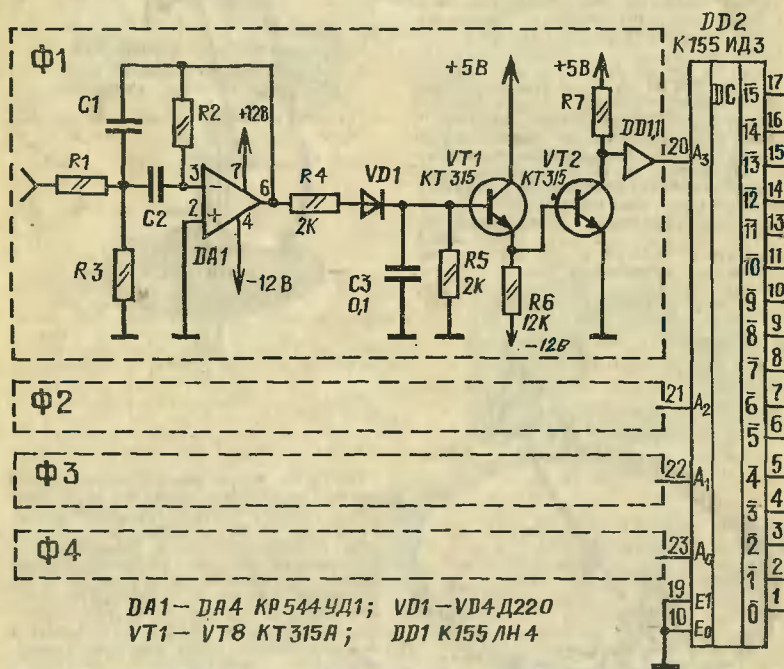 DD2
К155 ИД3
Ф1
+5В
+5В
C1
R2
+12В
R7
DD1,1
R1
C2
3
7
6
2
4
DA1
-12В
R3
R4
2К
VD1
VT1
КТ315
VT2
КТ315
C3
0,1
R5
2К
R6
12К
-12В
20 A3
DC
15 17
14 16
13 15
12 14
11 13
10 11
9 10
8 9
7 8
6 7
5 6
4 5
3 4
2 3
1 2
0 1
Ф2
21 A2
Ф3
22 A1
Ф4
23 A0
19 E1
10 E0
DA1 – DA4 КР544УД1; VD1–VD4 Д220
VT1 – VT8 КТ315А; DD1 К155ЛН4